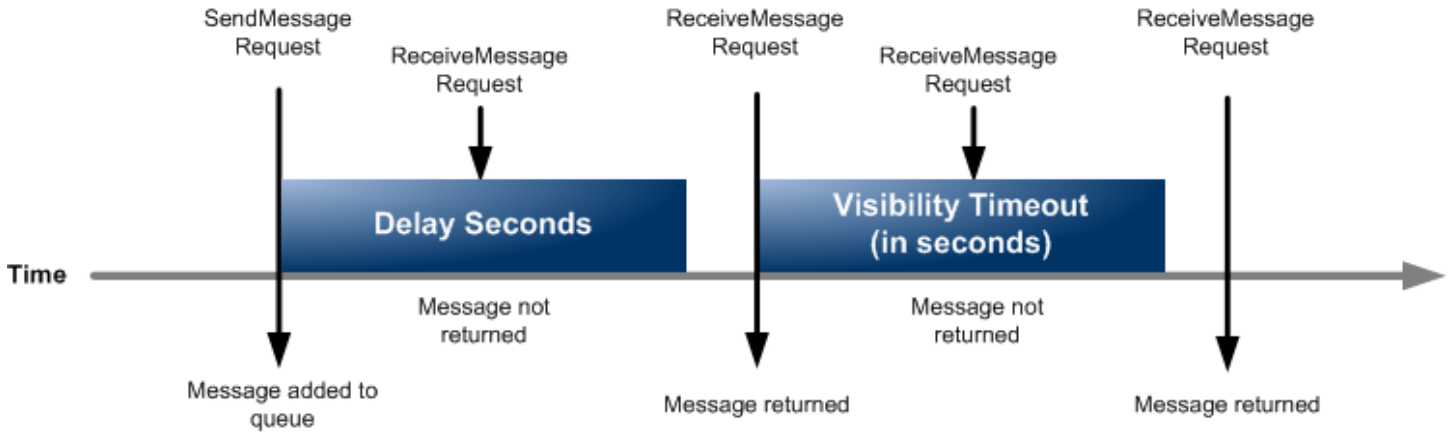 SendMessage
Request
ReceiveMessage
Request
ReceiveMessage
Request
ReceiveMessage
Request
ReceiveMessage
Request
Delay Seconds
Visibility Timeout
(in seconds)
Time
Message not
returned
Message not
returned
Message added to
queue
Message returned
Message returned